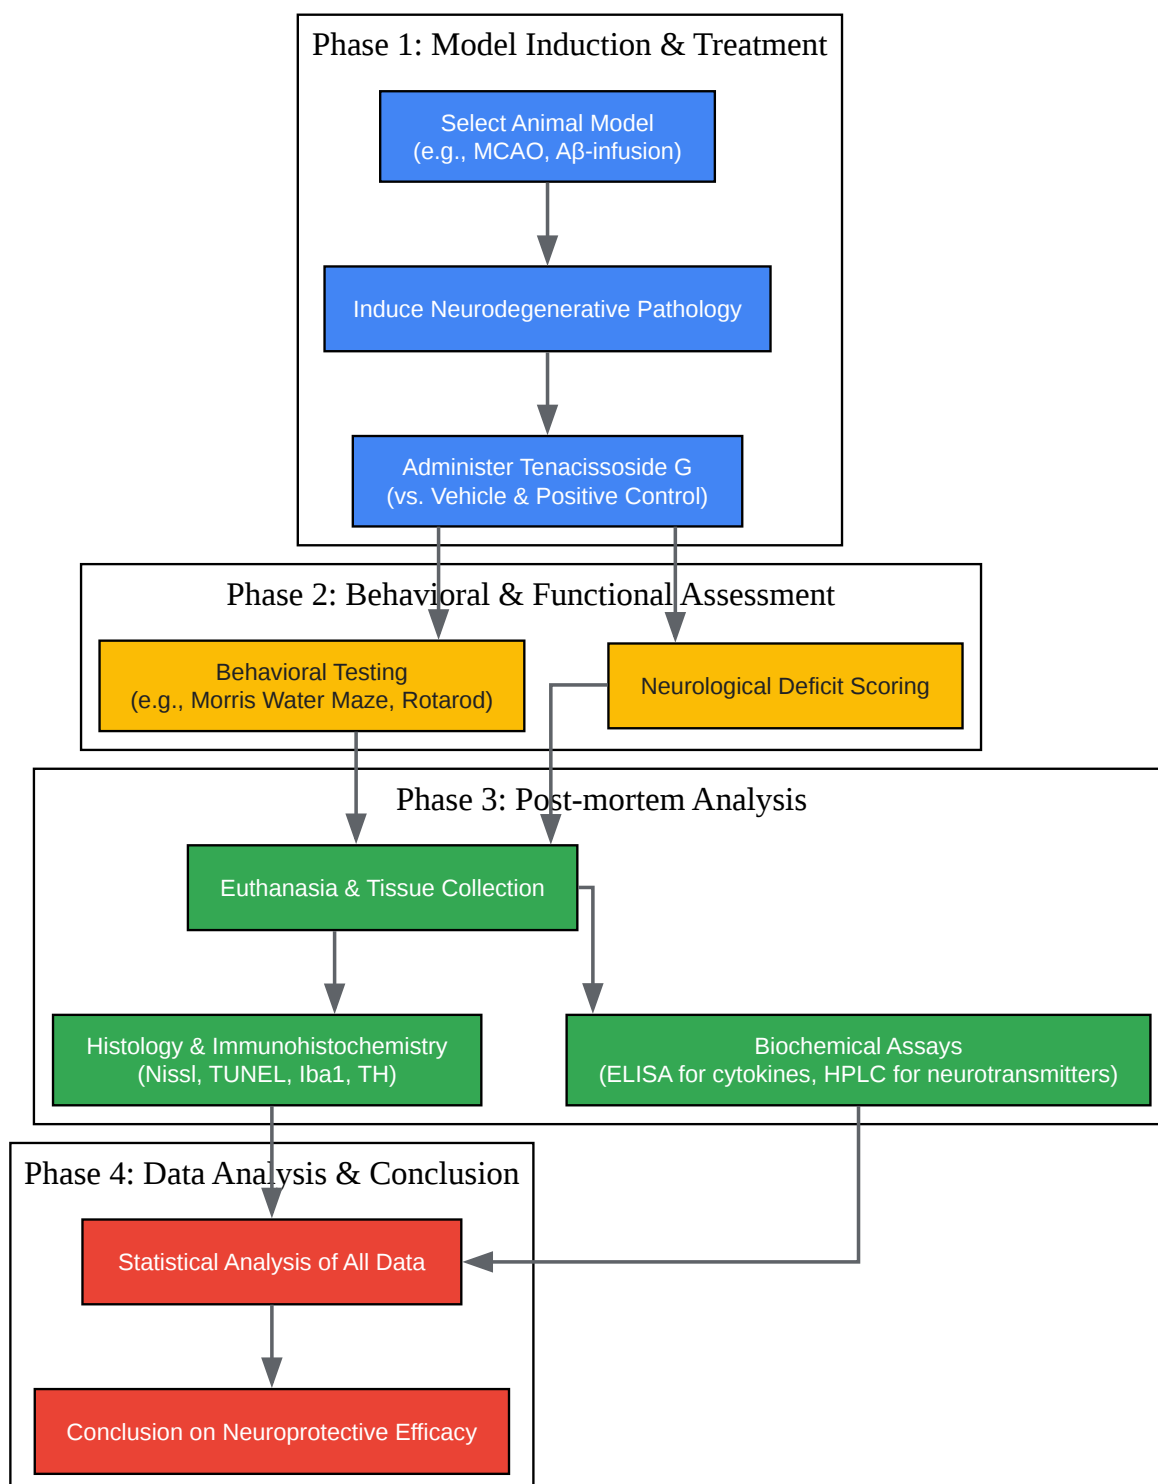 Phase 1: Model Induction & Treatment
Select Animal Model
(e.g., MCAO, Aβ-infusion)
Induce Neurodegenerative Pathology
Administer Tenacissoside G
(vs. Vehicle & Positive Control)
Phase 2: Behavioral & Functional Assessment
Behavioral Testing
(e.g., Morris Water Maze, Rotarod)
Neurological Deficit Scoring
Phase 3: Post-mortem Analysis
Euthanasia & Tissue Collection
Histology & Immunohistochemistry
(Nissl, TUNEL, Iba1, TH)
Biochemical Assays
(ELISA for cytokines, HPLC for neurotransmitters)
Phase 4: Data Analysis & Conclusion
Statistical Analysis of All Data
Conclusion on Neuroprotective Efficacy